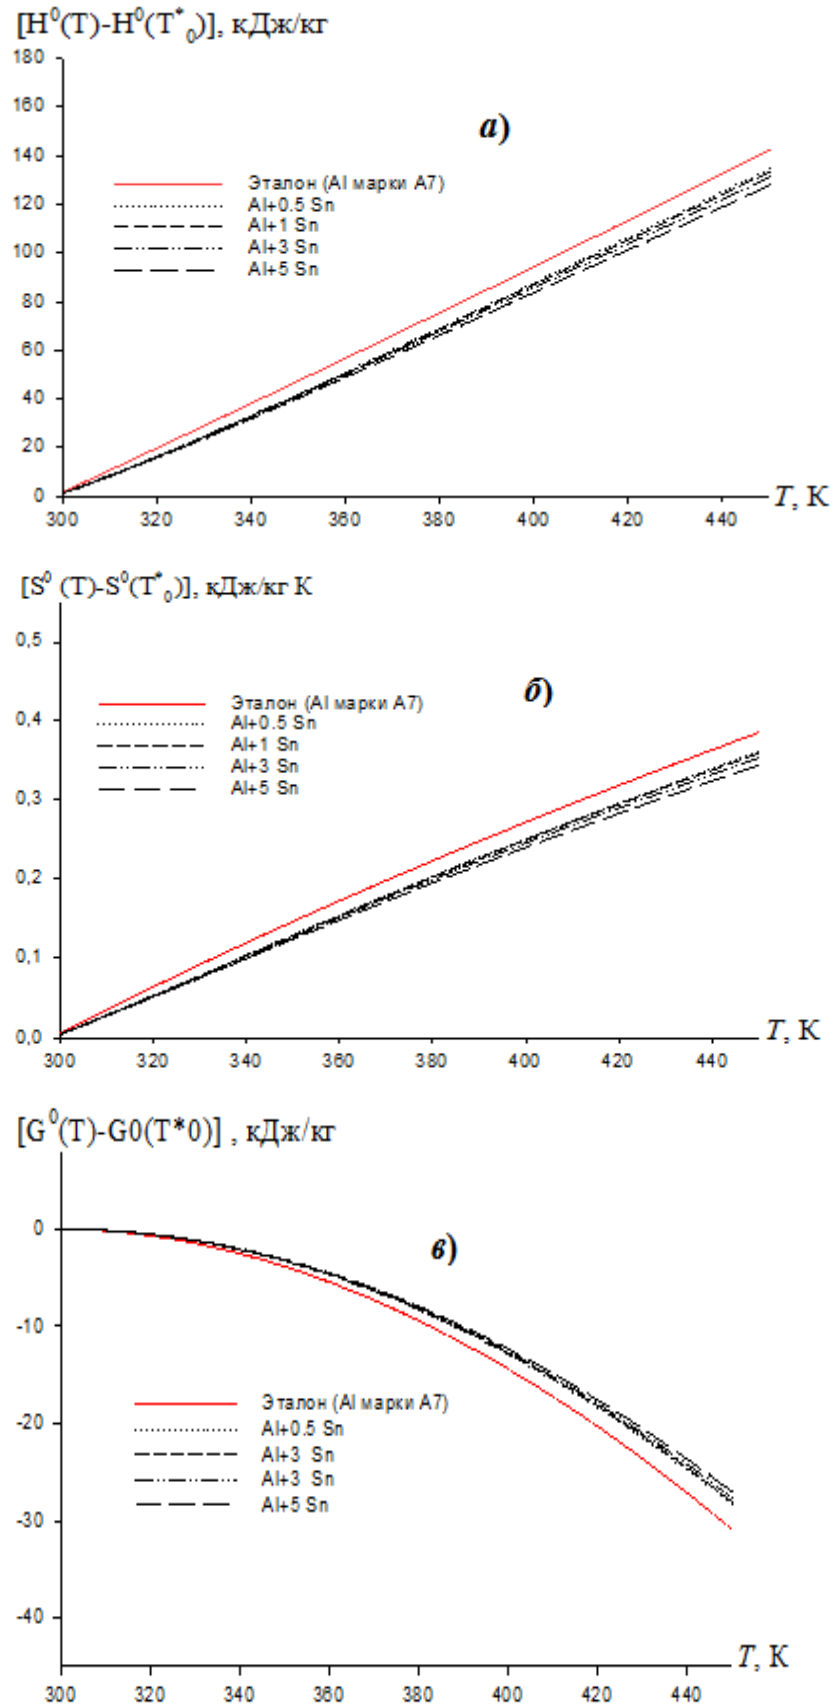 [H⁰(T)-H⁰(T*₀)], кДж/кг
180
160
140
120
100
80
60
40
20
0
а)
Эталон (Al марки А7)
Al+0.5 Sn
Al+1 Sn
Al+3 Sn
Al+5 Sn
300 320 340 360 380 400 420 440
T, К
[S⁰ (T)-S⁰(T*₀)], кДж/кг К
0,5
0,4
0,3
0,2
0,1
0,0
б)
Эталон (Al марки А7)
Al+0.5 Sn
Al+1 Sn
Al+3 Sn
Al+5 Sn
300 320 340 360 380 400 420 440
T, К
[G⁰(T)-G0(T*0)] , кДж/кг
0
-10
-20
-30
-40
в)
Эталон (Al марки А7)
Al+0.5 Sn
Al+3 Sn
Al+3 Sn
Al+5 Sn
300 320 340 360 380 400 420 440
T, К